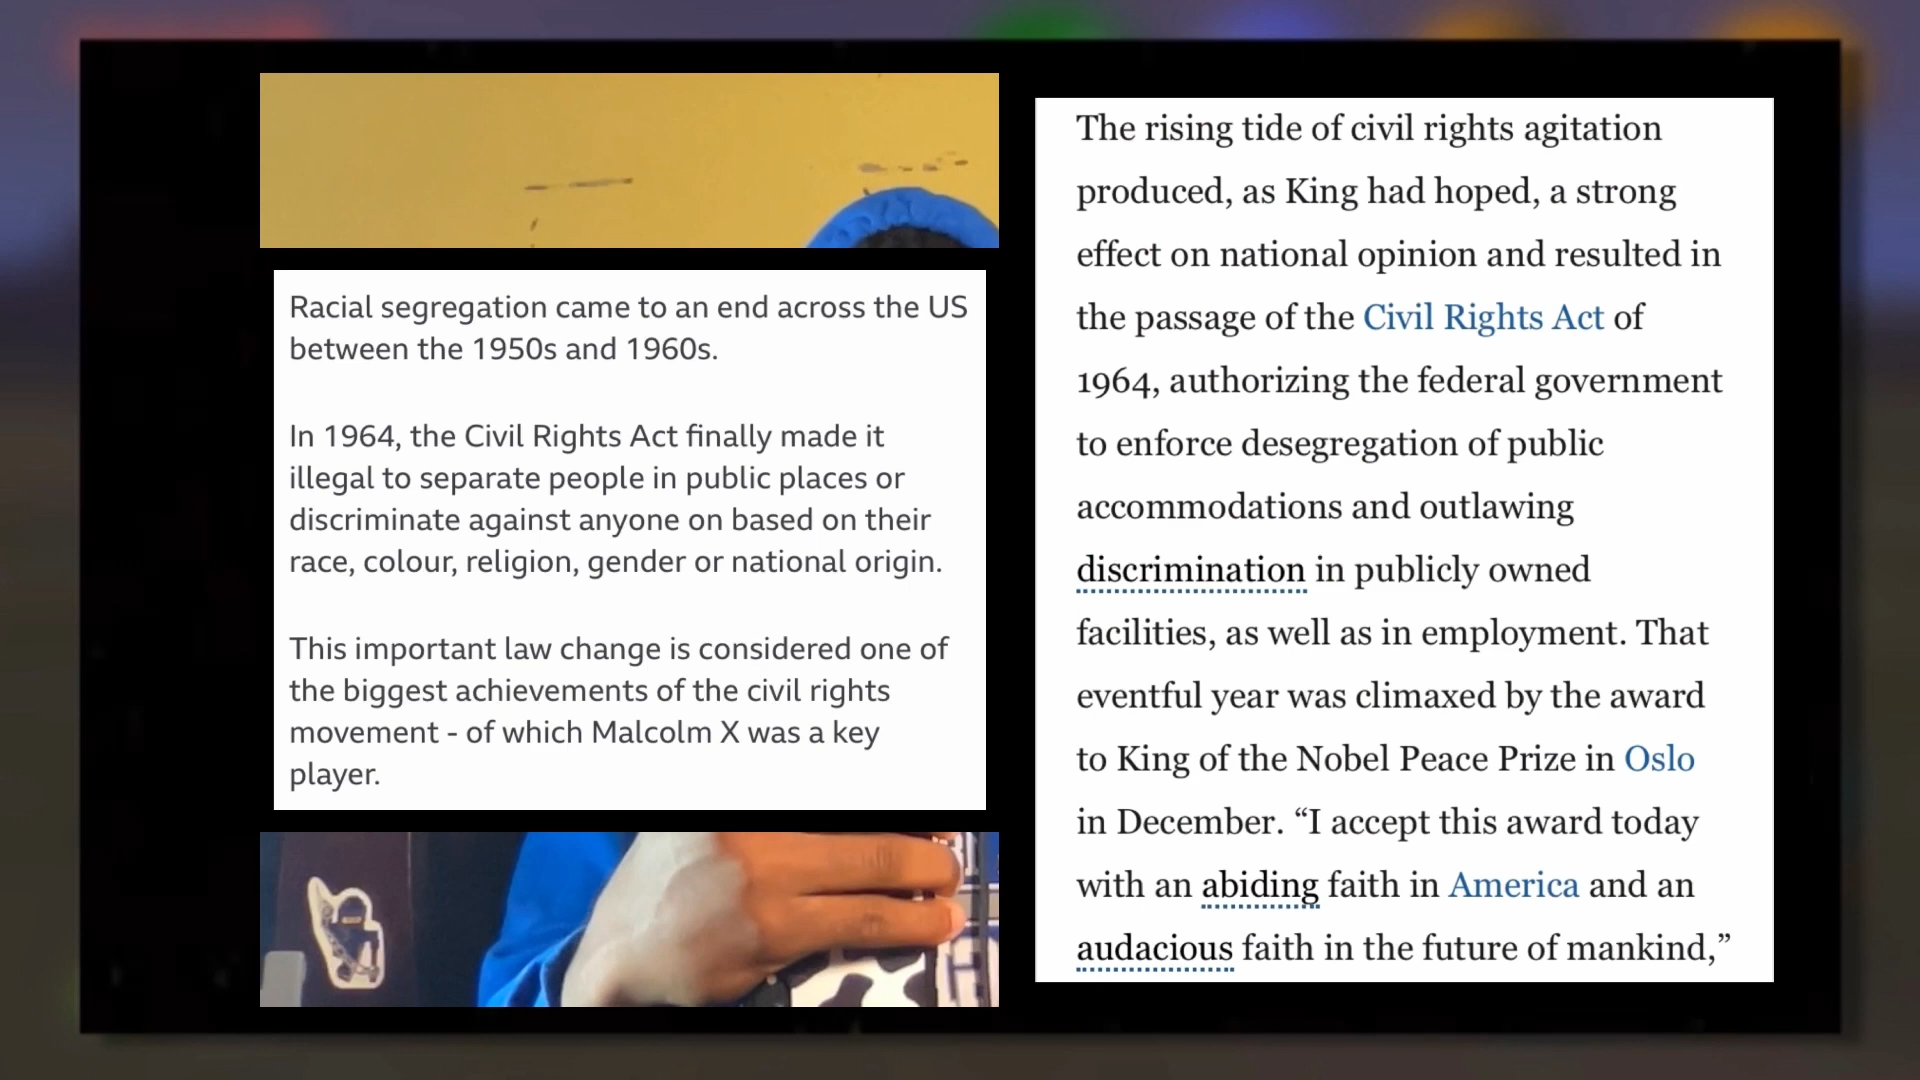 Racial segregation came to an end across the US
between the 1950s and 1960s.
In 1964, the Civil Rights Act finally made it
illegal to separate people in public places or
discriminate against anyone on based on their
race, colour, religion, gender or national origin.
This important law change is considered one of
the biggest achievements of the civil rights
movement - of which Malcolm X was a key
player.
The rising tide of civil rights agitation
produced, as King had hoped, a strong
effect on national opinion and resulted in
the passage of the Civil Rights Act of
1964, authorizing the federal government
to enforce desegregation of public
accommodations and outlawing
discrimination in publicly owned
facilities, as well as in employment. That
eventful year was climaxed by the award
to King of the Nobel Peace Prize in Oslo
in December. “I accept this award today
with an abiding faith in America and an
audacious faith in the future of mankind,”